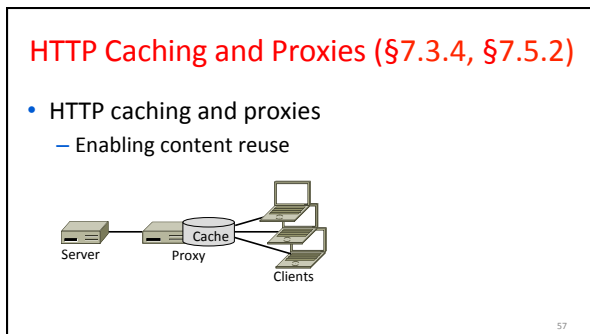 HTTP Caching and Proxies (§7.3.4, §7.5.2)
• HTTP caching and proxies
– Enabling content reuse
Cache
Server
Proxy
Clients
57